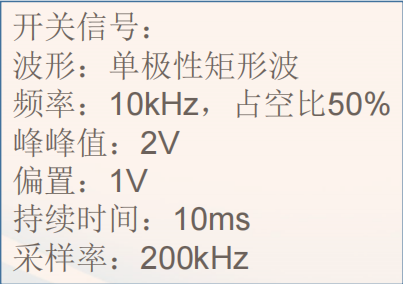 开关信号：
波形：单极性矩形波
频率：10kHz，占空比50%
峰峰值：2V
偏置：1V
持续时间：10ms
采样率：200kHz